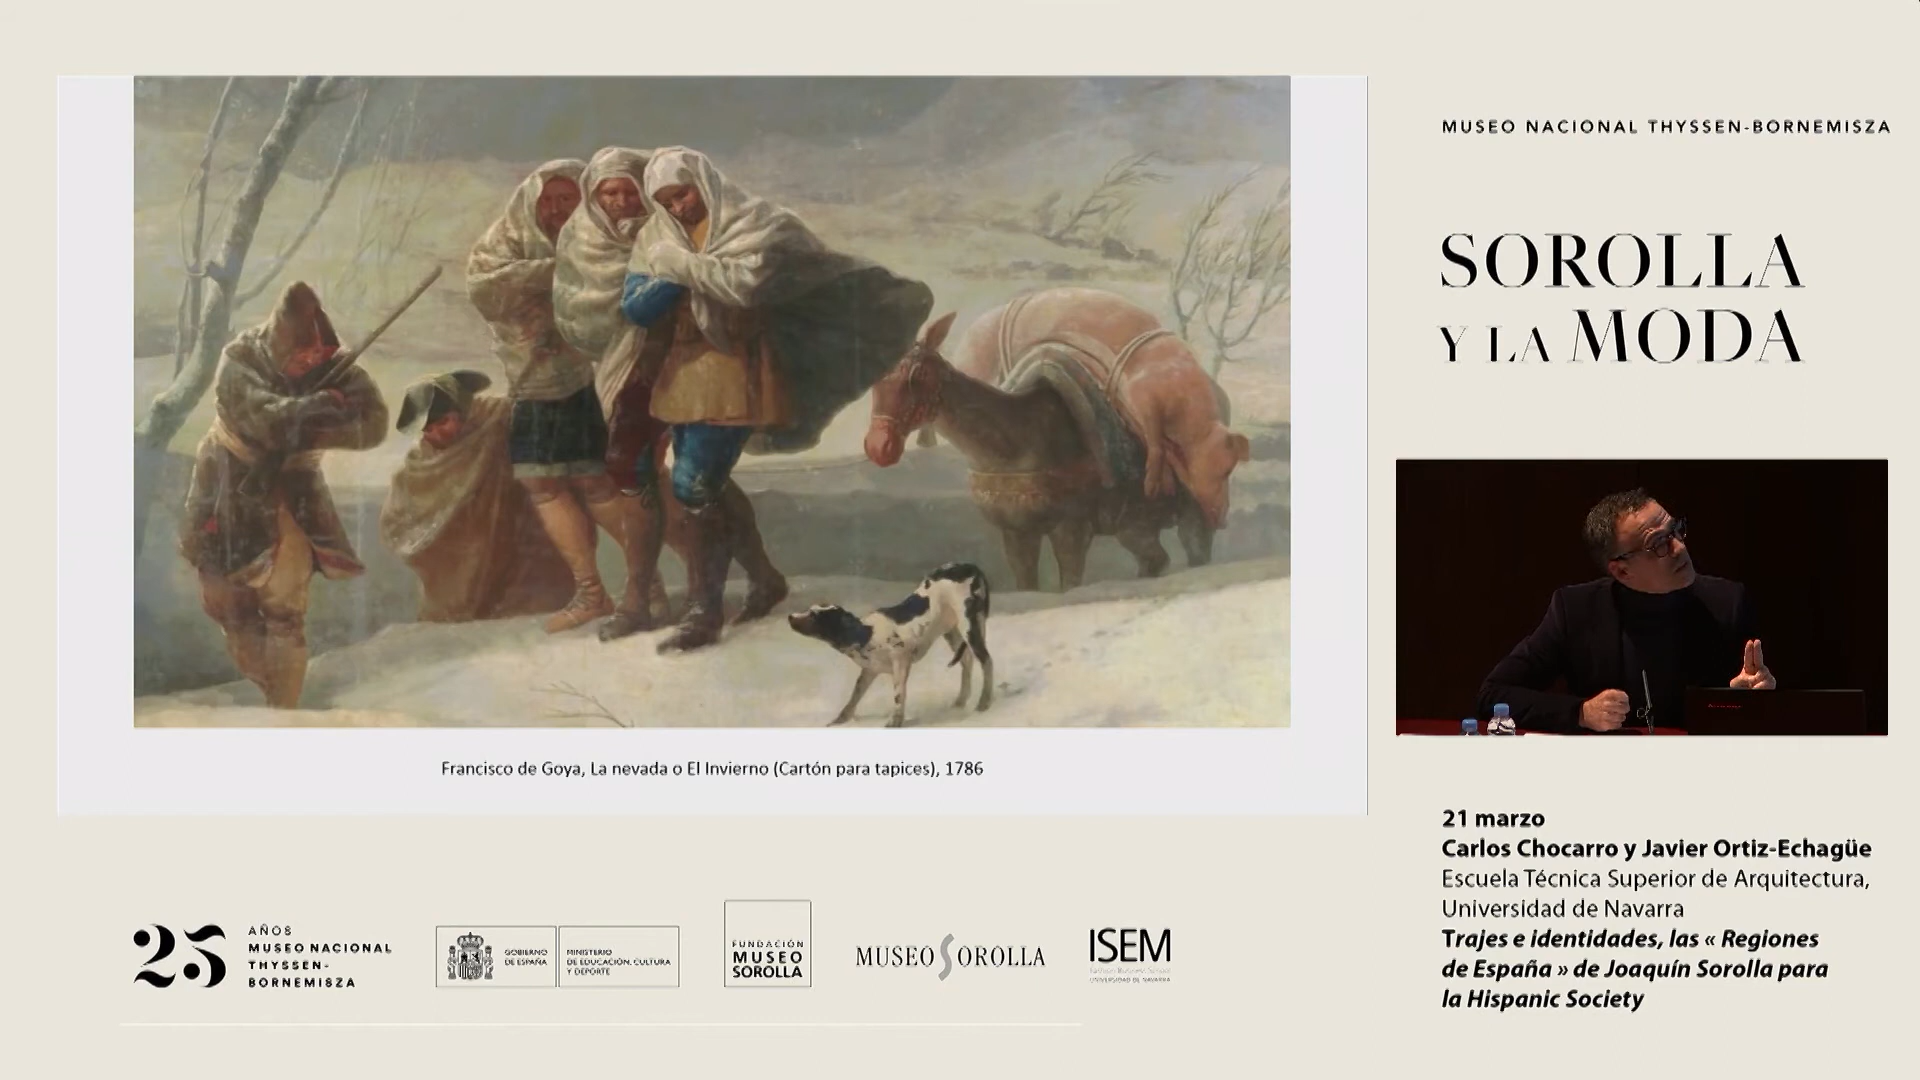 MUSEO NACIONAL THYSSEN-BORNEMISZA
SOROLLA
Y LA MODA
Francisco de Goya, La nevada o El Invierno (Cartón para tapices), 1786
21 marzo
Carlos Chocarro y Javier Ortiz-Echagüe
Escuela Técnica Superior de Arquitectura,
Universidad de Navarra
Trajes e identidades, las « Regiones
de España » de Joaquín Sorolla para
la Hispanic Society
25
AÑOS
MUSEO NACIONAL
THYSSEN-
BORNEMISZA
GOBIERNO
DE ESPAÑA
MINISTERIO
DE EDUCACIÓN, CULTURA
Y DEPORTE
FUNDACIÓN
MUSEO
SOROLLA
MUSEO SOROLLA
ISEM
UNIVERSIDAD DE NAVARRA